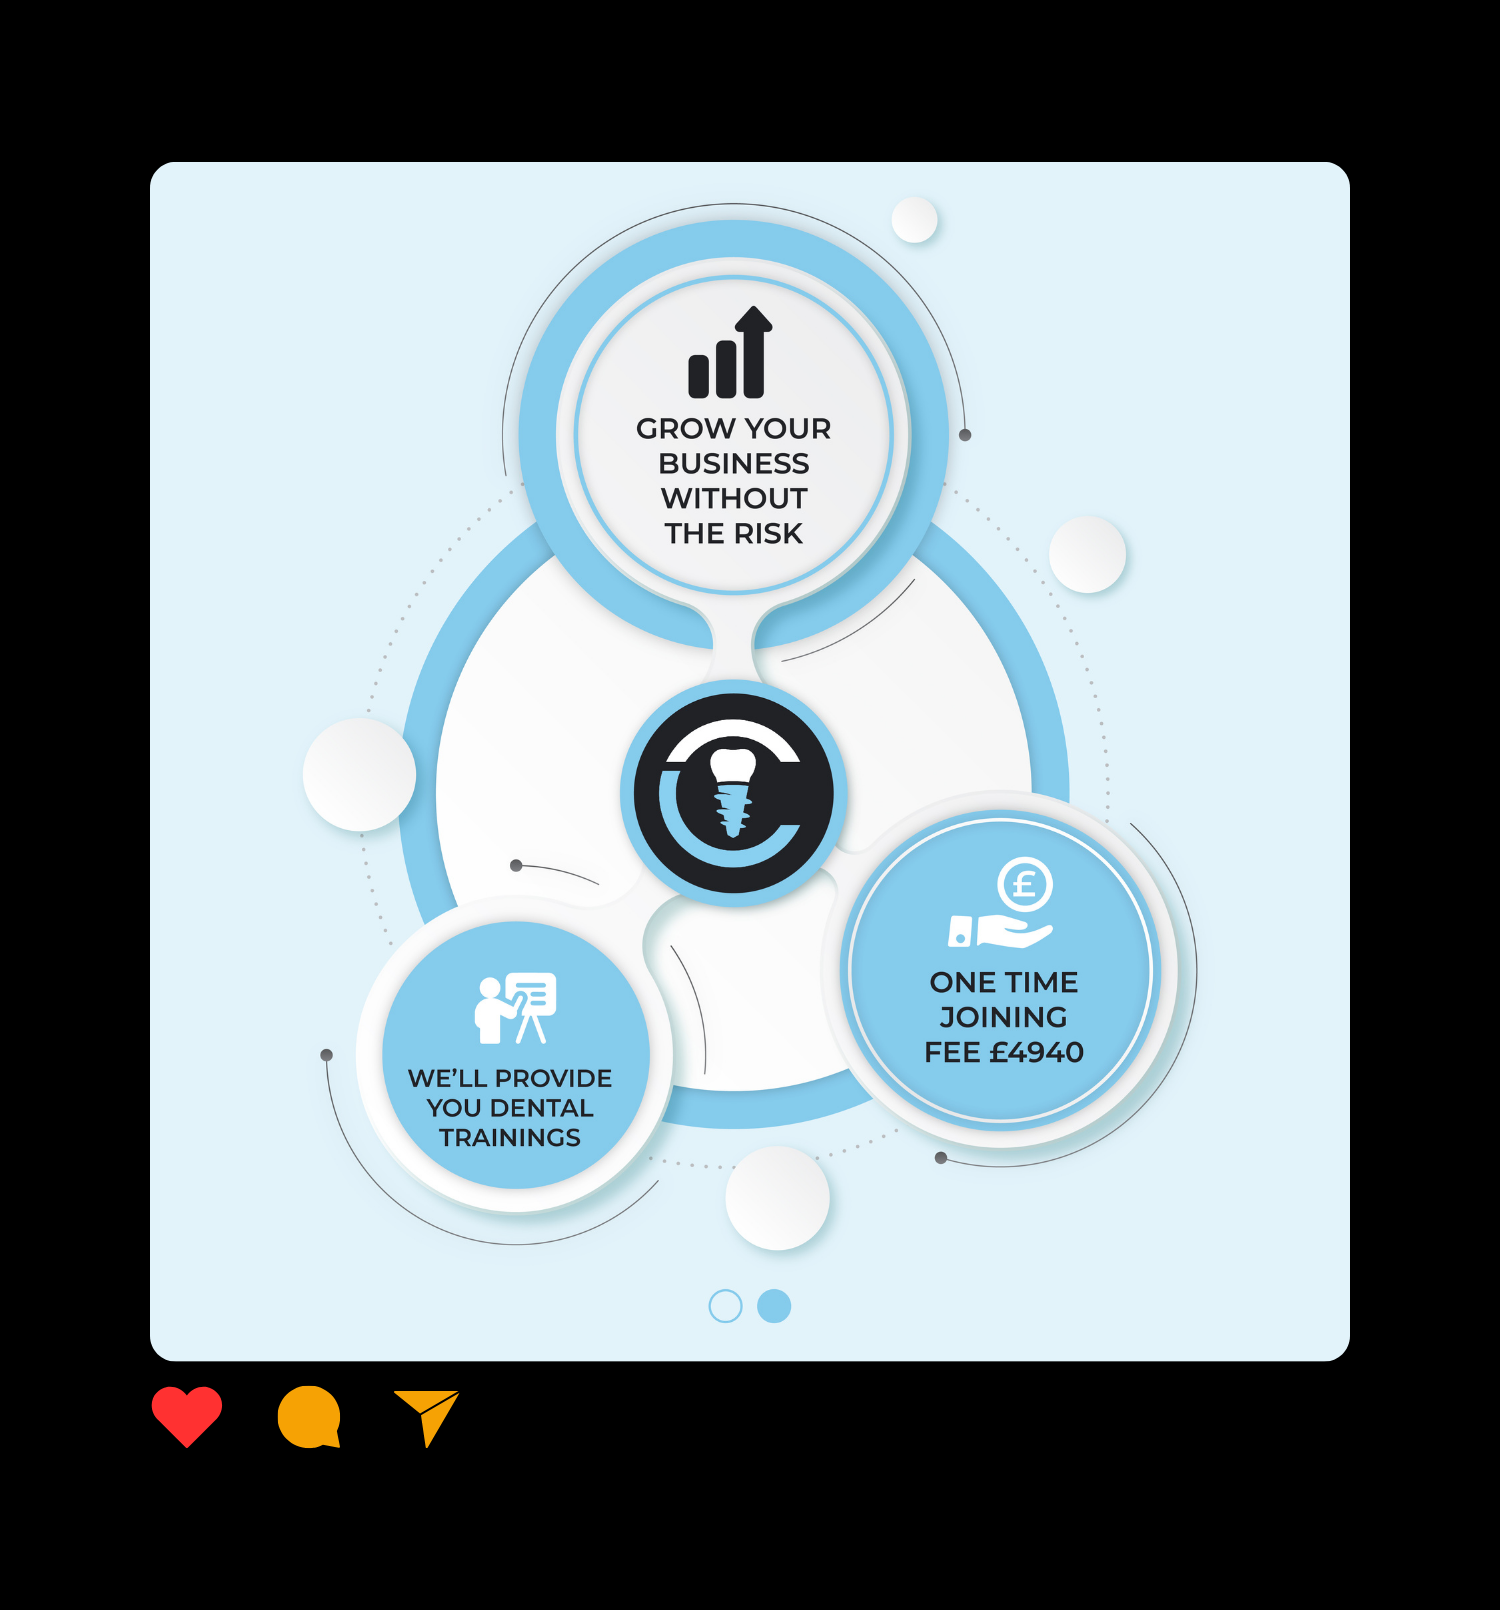 GROW YOUR
BUSINESS
WITHOUT
THE RISK
£
ONE TIME
JOINING
FEE £4940
WE’LL PROVIDE
YOU DENTAL
TRAININGS